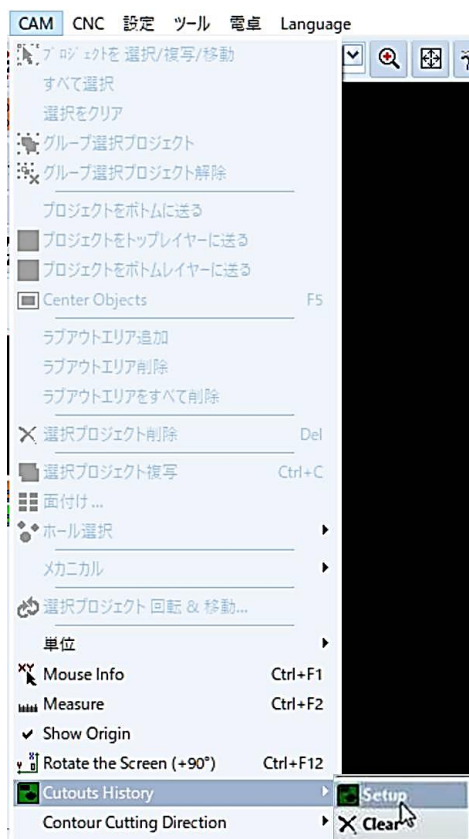 CAM CNC 設定 ツール 電卓 Language
プロジェクトを 選択/複写/移動
すべて選択
選択をクリア
グループ選択プロジェクト
グループ選択プロジェクト解除
プロジェクトをボトムに送る
プロジェクトをトップレイヤーに送る
プロジェクトをボトムレイヤーに送る
Center Objects F5
ラブアウトエリア追加
ラブアウトエリア削除
ラブアウトエリアをすべて削除
選択プロジェクト削除 Del
選択プロジェクト複写 Ctrl+C
面付け...
ホール選択
メカニカル
選択プロジェクト 回転 & 移動...
単位
XY Mouse Info Ctrl+F1
Measure Ctrl+F2
Show Origin
Rotate the Screen (+90°) Ctrl+F12
Cutouts History Setup
Contour Cutting Direction Clear